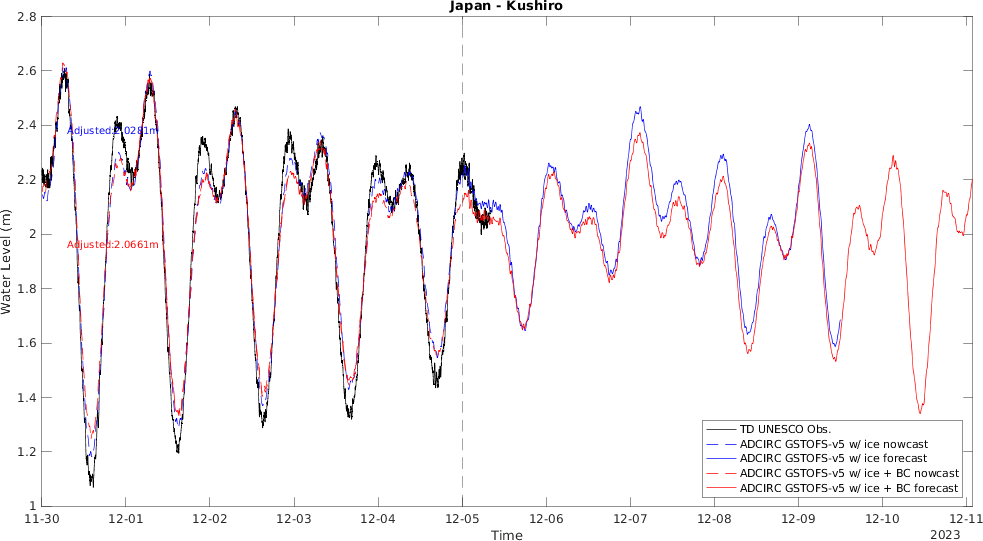 Japan - Kushiro
2.8
2.6
2.4
2.2
2
1.8
1.6
1.4
1.2
1
Water Level (m)
Adjusted:2.0281m
Adjusted:2.0661m
TD UNESCO Obs.
ADCIRC GSTOFS-v5 w/ ice nowcast
ADCIRC GSTOFS-v5 w/ ice forecast
ADCIRC GSTOFS-v5 w/ ice + BC nowcast
ADCIRC GSTOFS-v5 w/ ice + BC forecast
11-30 12-01 12-02 12-03 12-04 12-05 12-06 12-07 12-08 12-09 12-10 12-11
Time
2023